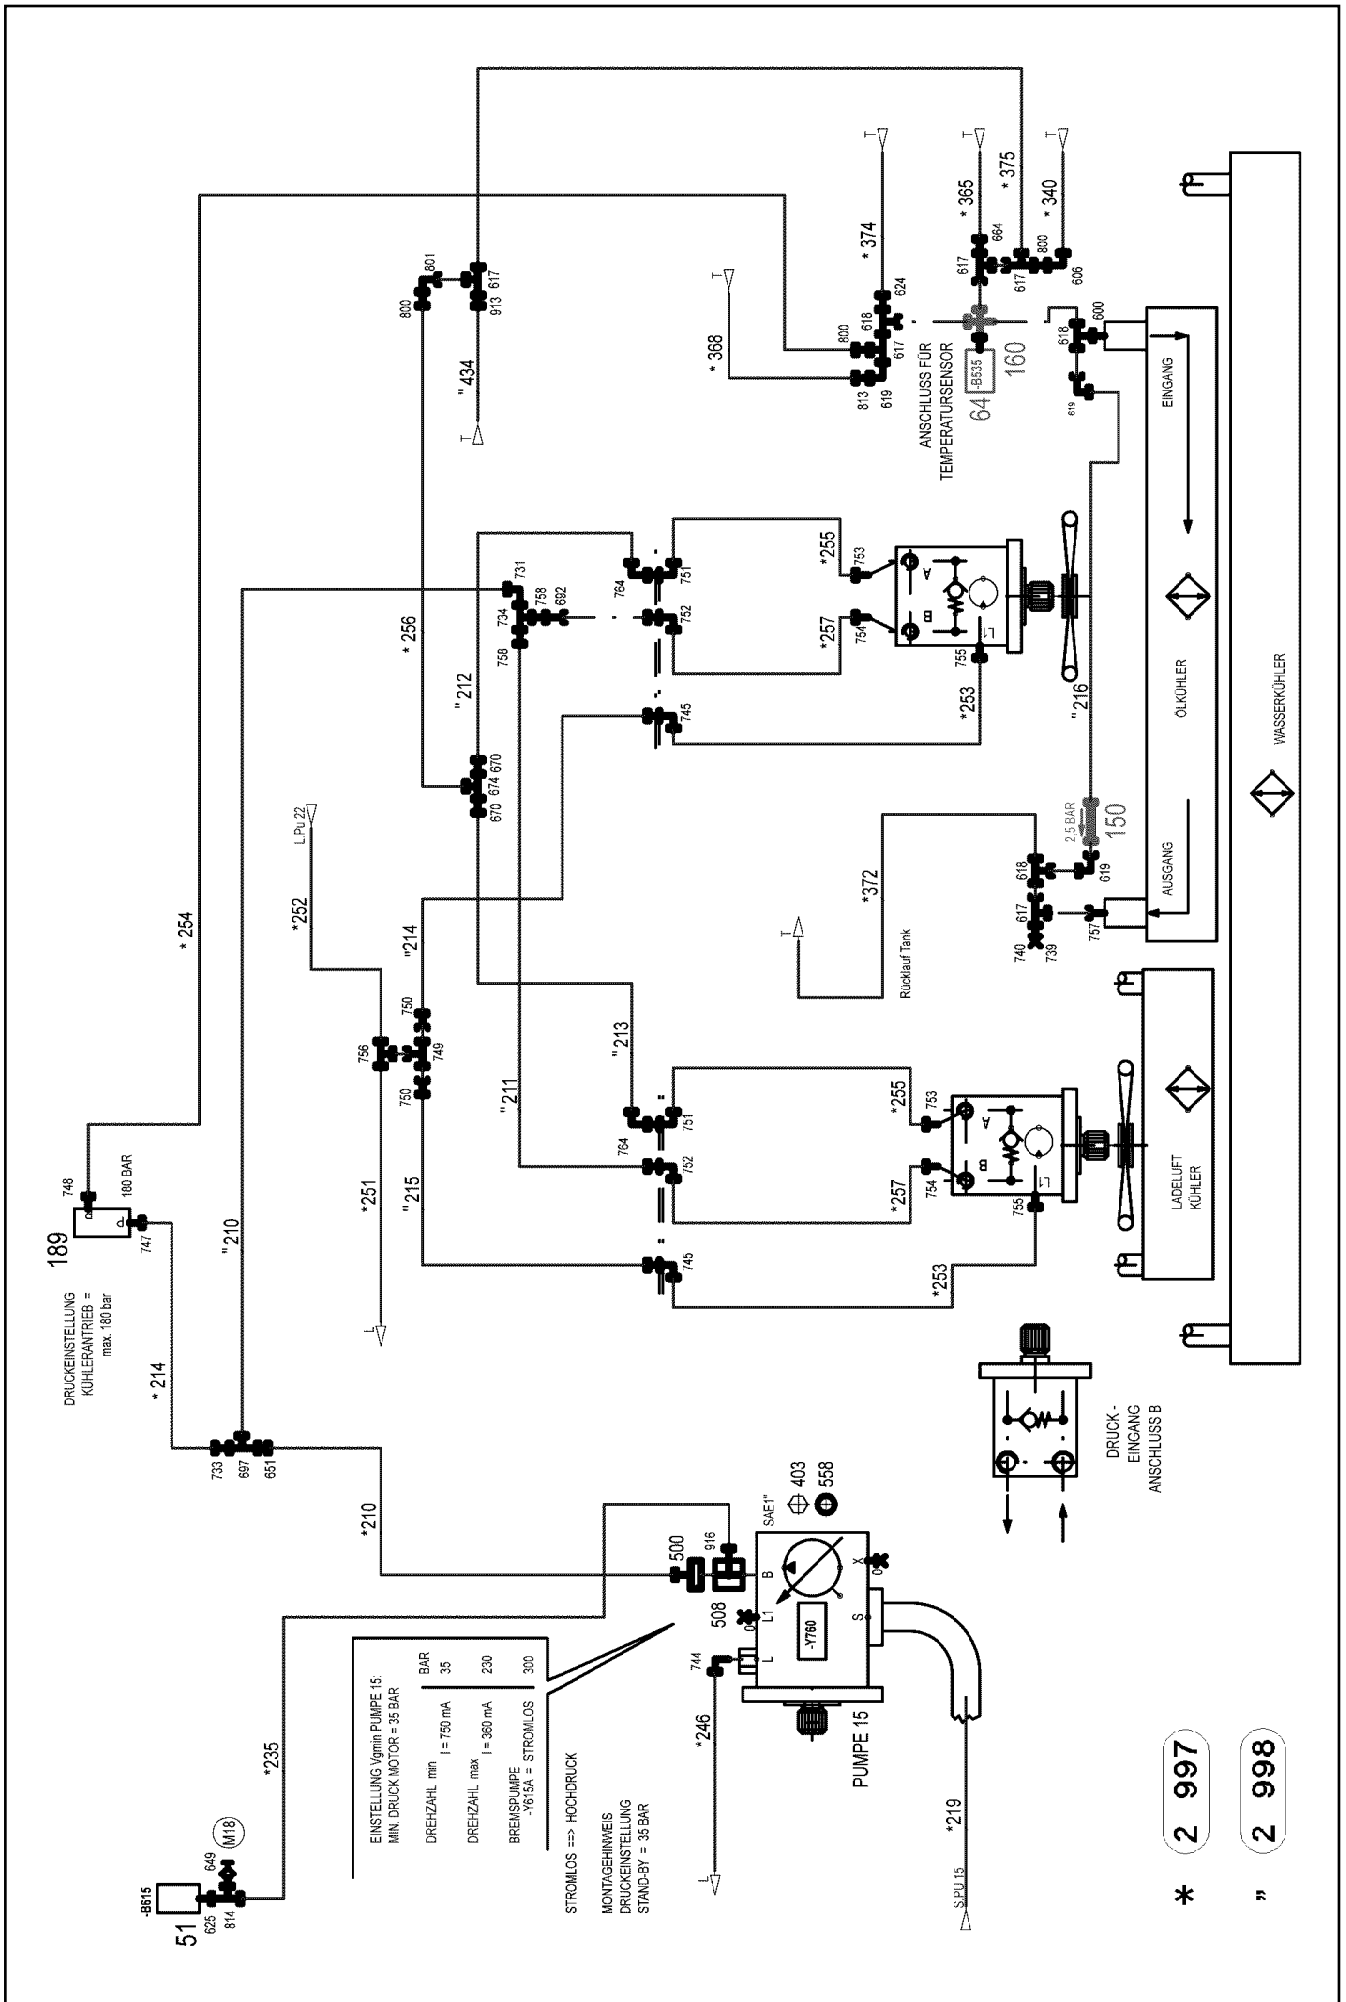 -B615
51
625
814
649
M18
*235
EINSTELLUNG Vgmin PUMPE 15:
MIN. DRUCK MOTOR = 35 BAR
BAR
DREHZAHL min I = 750 mA 35
DREHZAHL max I = 360 mA 230
BREMSPUMPE
-Y615A = STROMLOS 300
STROMLOS ==> HOCHDRUCK
MONTAGEHINWEIS
DRUCKEINSTELLUNG
STAND-BY = 35 BAR
L
*246
744
508
500
916
SAE1"
403
558
L
L1
B
-Y760
S
X
PUMPE 15
*219
S.PU 15
* 2 997
" 2 998
DRUCKEINSTELLUNG
KÜHLERANTRIEB =
max. 180 bar
189
748
180 BAR
P
747
* 214
733
697
651
*210
"210
* 254
L
*251
*252
L.Pu 22
756
750
749
750
"215
"214
"211
"213
"212
* 256
670
674
670
758
734
758
692
731
800
801
617
913
"434
T
764
751
752
745
*255
*257
*253
753
754
755
A
B
L1
764
751
752
745
*255
*257
*253
753
754
755
A
B
L1
T
* 368
813
619
800
618
617
624
* 374
T
ANSCHLUSS FÜR
TEMPERATURSENSOR
64
-B535
160
617
664
* 365
T
617
800
606
* 375
* 340
T
618
600
619
"216
2,5 BAR
150
T
Rücklauf Tank
*372
618
617
740
739
619
757
EINGANG
AUSGANG
ÖLKÜHLER
WASSERKÜHLER
LADELUFT
KÜHLER
DRUCK -
EINGANG
ANSCHLUSS B